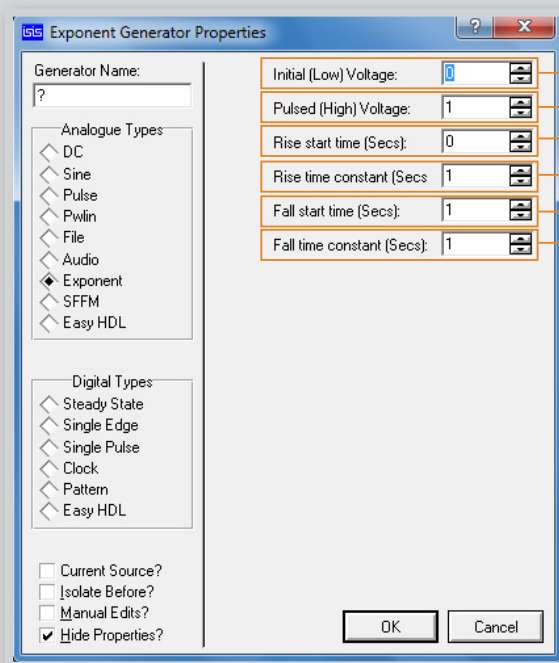 isis Exponent Generator Properties
?
Generator Name:
?
Analogue Types
DC
Sine
Pulse
Pwlin
File
Audio
Exponent
SFFM
Easy HDL
Digital Types
Steady State
Single Edge
Single Pulse
Clock
Pattern
Easy HDL
Current Source?
Isolate Before?
Manual Edits?
Hide Properties?
Initial (Low) Voltage: 0
Pulsed (High) Voltage: 1
Rise start time (Secs): 0
Rise time constant (Secs 1
Fall start time (Secs): 1
Fall time constant (Secs): 1
OK Cancel